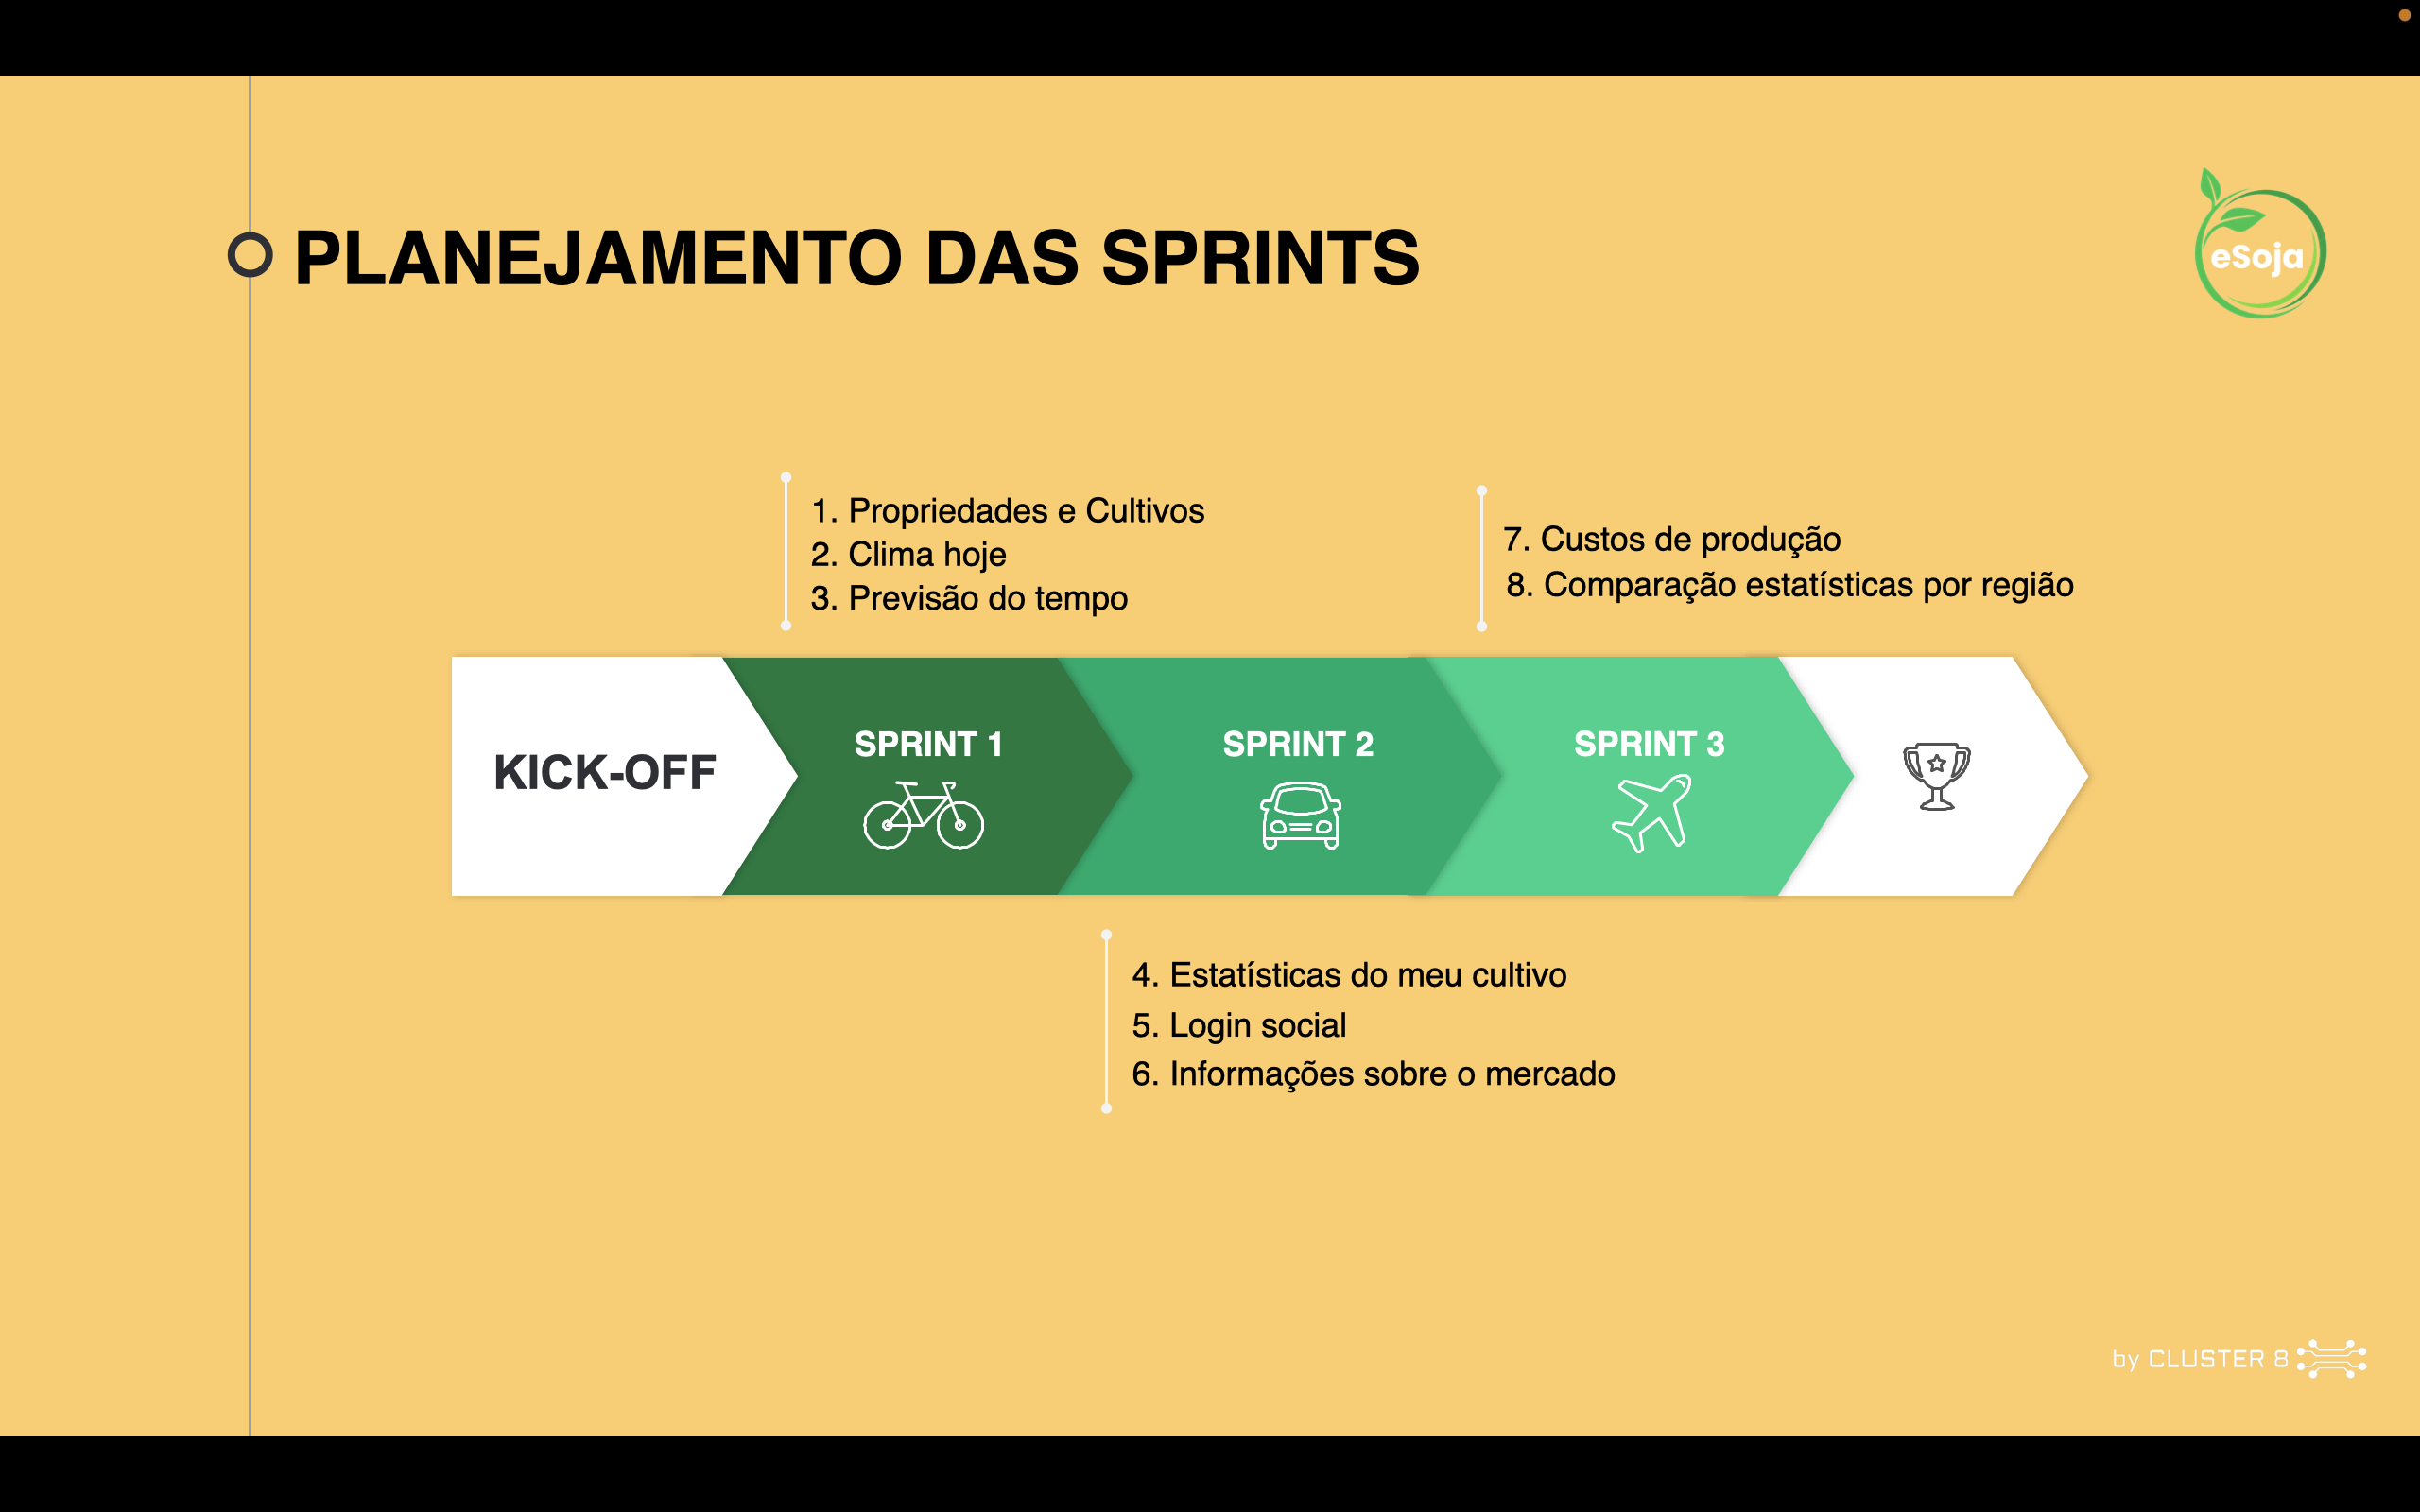 PLANEJAMENTO DAS SPRINTS
eSoja
1. Propriedades e Cultivos
2. Clima hoje
3. Previsão do tempo
7. Custos de produção
8. Comparação estatísticas por região
KICK-OFF
SPRINT 1
SPRINT 2
SPRINT 3
4. Estatísticas do meu cultivo
5. Login social
6. Informações sobre o mercado
by CLUSTER 8